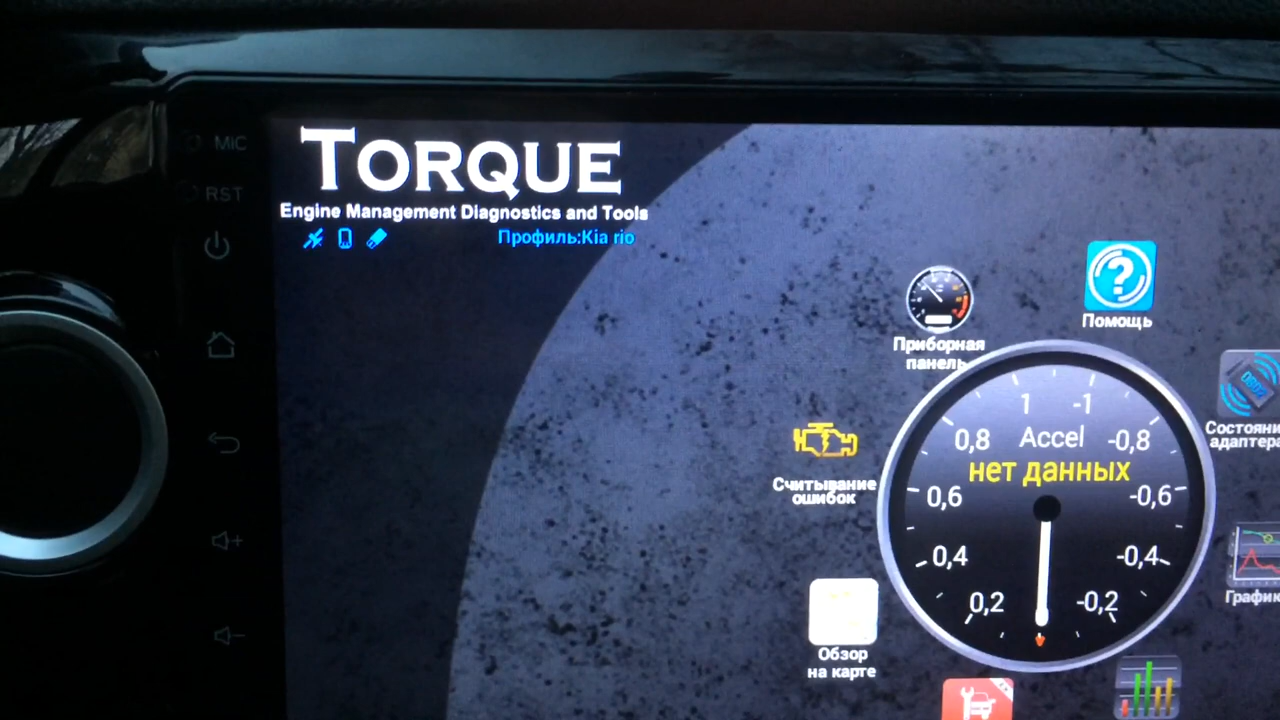 MIC
RST
TORQUE
Engine Management Diagnostics and Tools
Профиль:Kia rio
Помощь
Приборная
панель
Состояни
адаптера
Считывание
ошибок
1 -1
0,8 Accel -0,8
нет данных
0,6 -0,6
0,4 -0,4
0,2 -0,2
График
Обзор
на карте